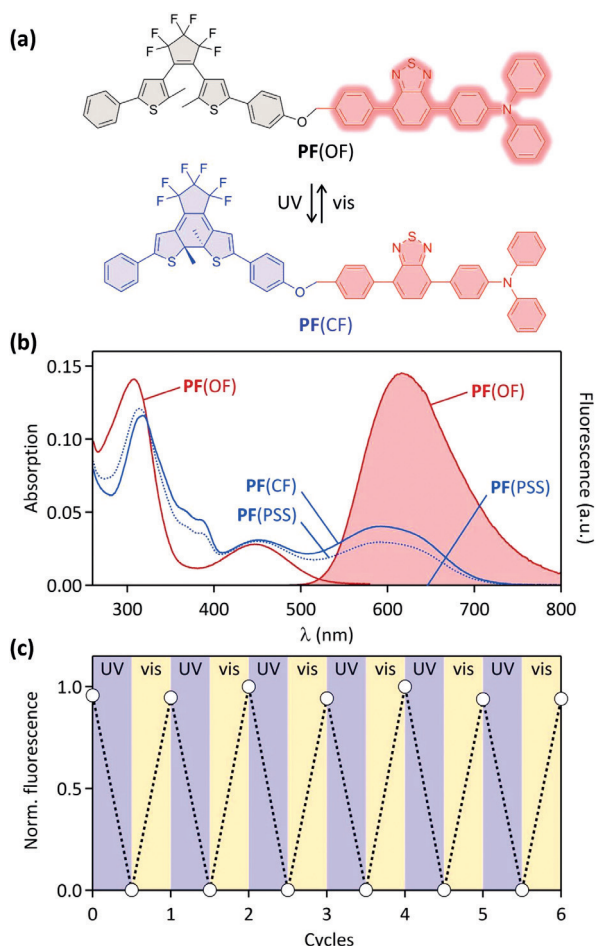 (a)
F F F F
F F
S S
O
N S N
N
PF(OF)
UV vis
F F F F
F F
S S
O
N S N
N
PF(CF)
(b)
0.15
0.10
0.05
0.00
Absorption
PF(OF)
PF(OF)
PF(CF)
PF(PSS)
PF(PSS)
Fluorescence (a.u.)
300 400 500 600 700 800
λ (nm)
(c)
UV vis UV vis UV vis UV vis UV vis UV vis
1.0
0.5
0.0
Norm. fluorescence
0 1 2 3 4 5 6
Cycles